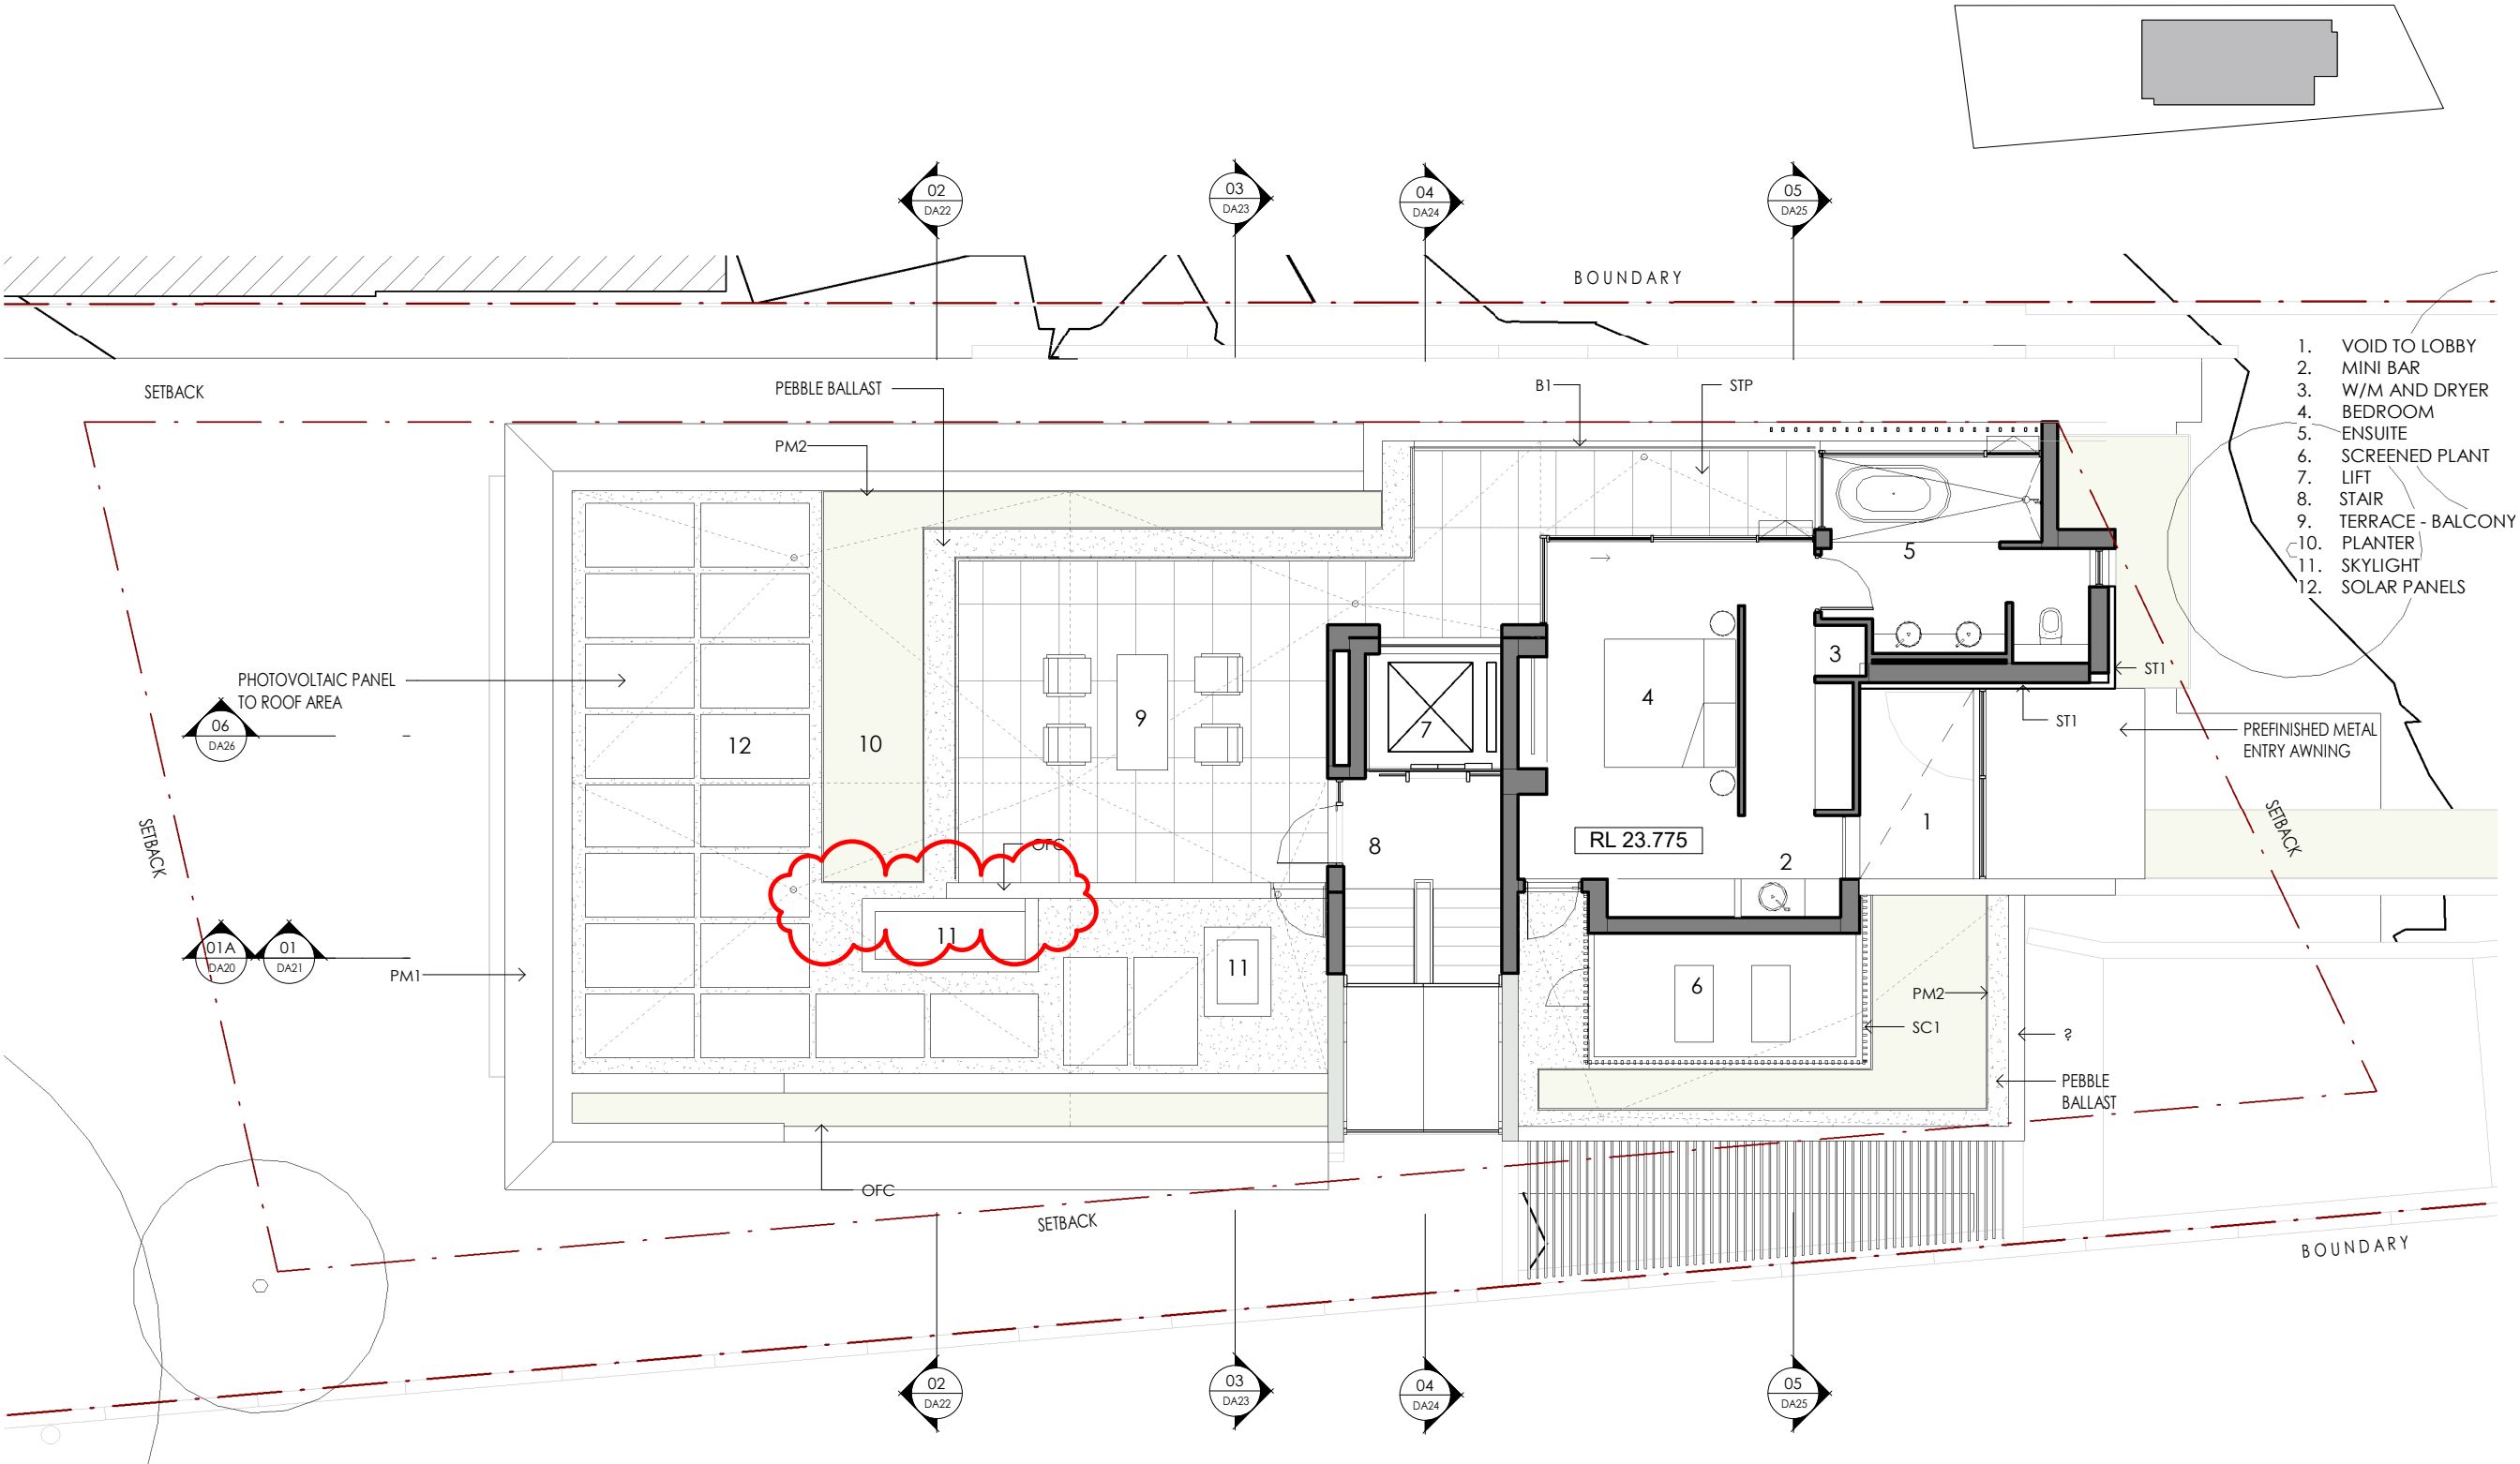 02
DA22
03
DA23
04
DA24
05
DA25
BOUNDARY
1. VOID TO LOBBY
2. MINI BAR
3. W/M AND DRYER
4. BEDROOM
5. ENSUITE
6. SCREENED PLANT
7. LIFT
8. STAIR
9. TERRACE - BALCONY
10. PLANTER
11. SKYLIGHT
12. SOLAR PANELS
SETBACK
PEBBLE BALLAST
B1
STP
PM2
5
3
PHOTOVOLTAIC PANEL
TO ROOF AREA
ST1
4
06
DA26
12
10
9
7
ST1
PREFINISHED METAL
ENTRY AWNING
SETBACK
OFC
8
RL 23.775
2
1
SETBACK
01A
DA20
01
DA21
PM1
11
11
6
PM2
SC1
?
PEBBLE
BALLAST
OFC
SETBACK
BOUNDARY
02
DA22
03
DA23
04
DA24
05
DA25